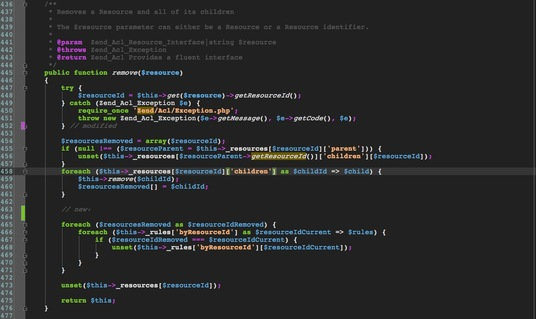 436 /**
437 * Removes a Resource and all of its children
438 *
439 * The $resource parameter can either be a Resource or a Resource identifier.
440 *
441 * @param Zend_Acl_Resource_Interface|string $resource
442 * @throws Zend_Acl_Exception
443 * @return Zend_Acl Provides a fluent interface
444 */
445 public function remove($resource)
446 {
447 try {
448 $resourceId = $this->get($resource)->getResourceId();
449 } catch (Zend_Acl_Exception $e) {
450 require_once 'Zend/Acl/Exception.php';
451 throw new Zend_Acl_Exception($e->getMessage(), $e->getCode(), $e);
452 } // modified
453
454 $resourcesRemoved = array($resourceId);
455 if (null !== ($resourceParent = $this->_resources[$resourceId]['parent'])) {
456 unset($this->_resources[$resourceParent->getResourceId()]['children'][$resourceId]);
457 }
458 foreach ($this->_resources[$resourceId]['children'] as $childId => $child) {
459 $this->remove($childId);
460 $resourcesRemoved[] = $childId;
461 }
462
463 // new:
464
465 foreach ($resourcesRemoved as $resourceIdRemoved) {
466 foreach ($this->_rules['byResourceId'] as $resourceIdCurrent => $rules) {
467 if ($resourceIdRemoved === $resourceIdCurrent) {
468 unset($this->_rules['byResourceId'][$resourceIdCurrent]);
469 }
470 }
471 }
472
473 unset($this->_resources[$resourceId]);
474
475 return $this;
476 }
477